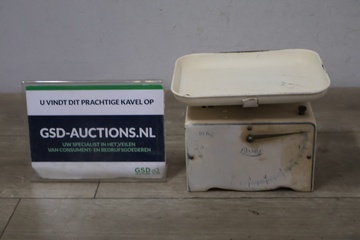 U VINDT DIT PRACHTIGE KAVEL OP
GSD-AUCTIONS.NL
UW SPECIALIST IN HET VEILEN
VAN CONSUMENT- EN BEDRIJFSGOEDEREN
GSD